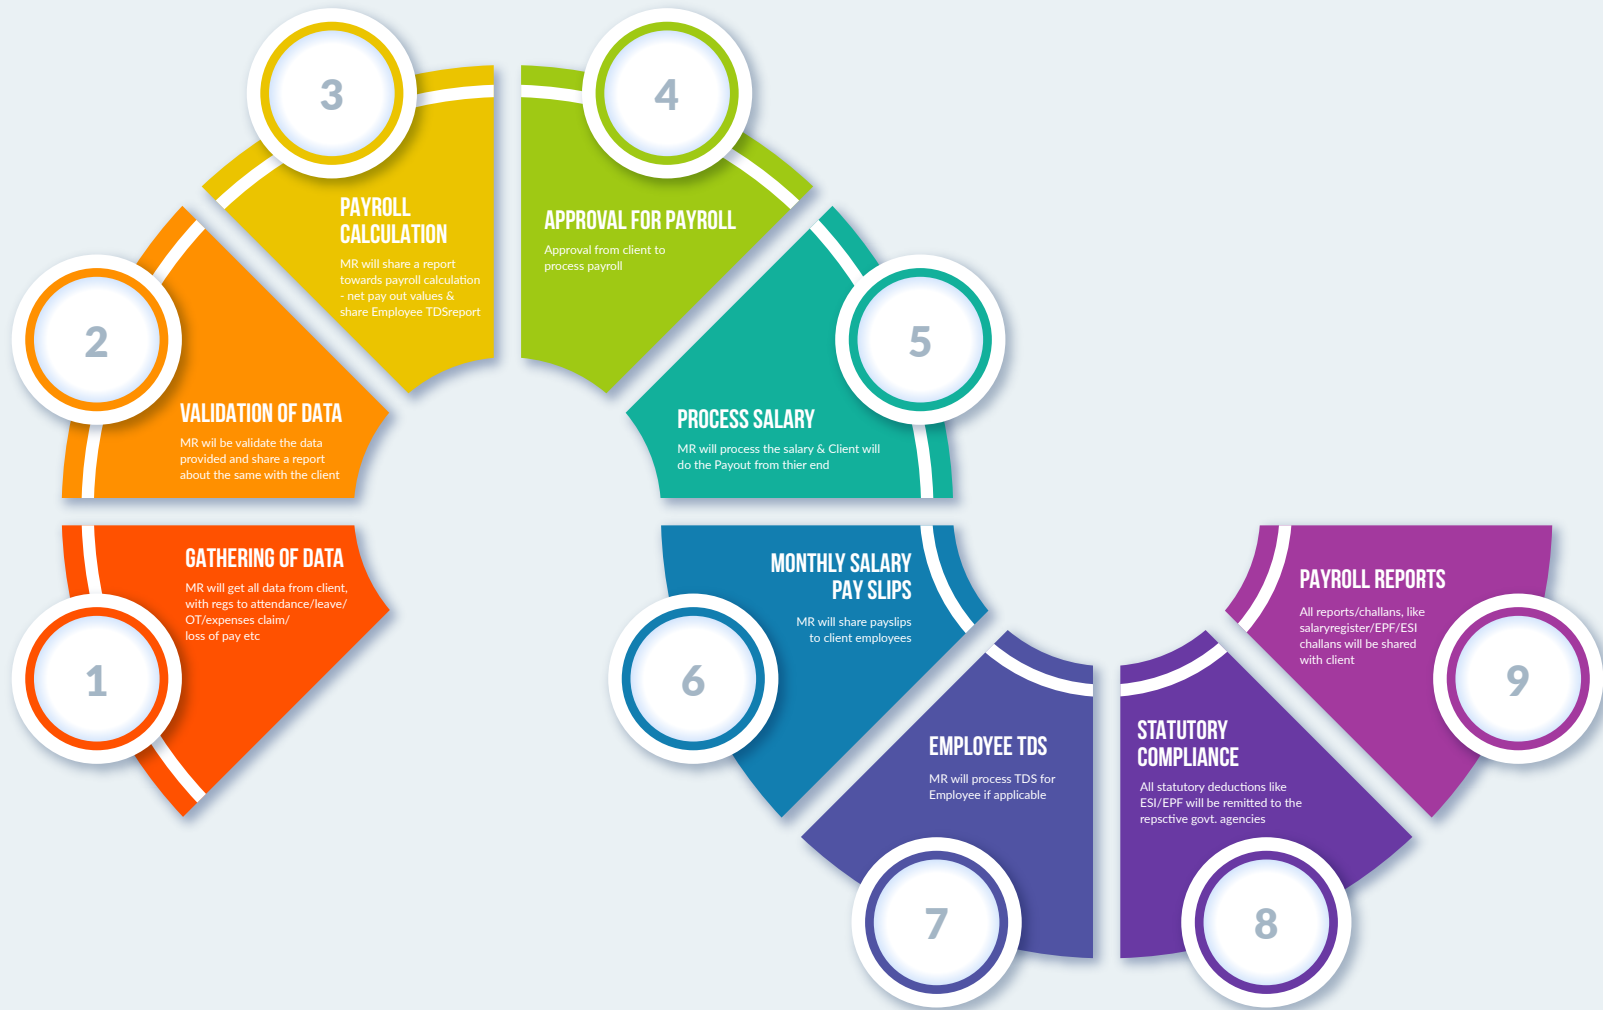 1
GATHERING OF DATA
MR will get all data from client,
with regs to attendance/leave/
OT/expenses claim/
loss of pay etc
2
VALIDATION OF DATA
MR wil be validate the data
provided and share a report
about the same with the client
3
PAYROLL
CALCULATION
MR will share a report
towards payroll calculation
- net pay out values &
share Employee TDSreport
4
APPROVAL FOR PAYROLL
Approval from client to
process payroll
5
PROCESS SALARY
MR will process the salary & Client will
do the Payout from thier end
6
MONTHLY SALARY
PAY SLIPS
MR will share payslips
to client employees
7
EMPLOYEE TDS
MR will process TDS for
Employee if applicable
8
STATUTORY
COMPLIANCE
All statutory deductions like
ESI/EPF will be remitted to the
repsctive govt. agencies
9
PAYROLL REPORTS
All reports/challans, like
salaryregister/EPF/ESI
challans will be shared
with client